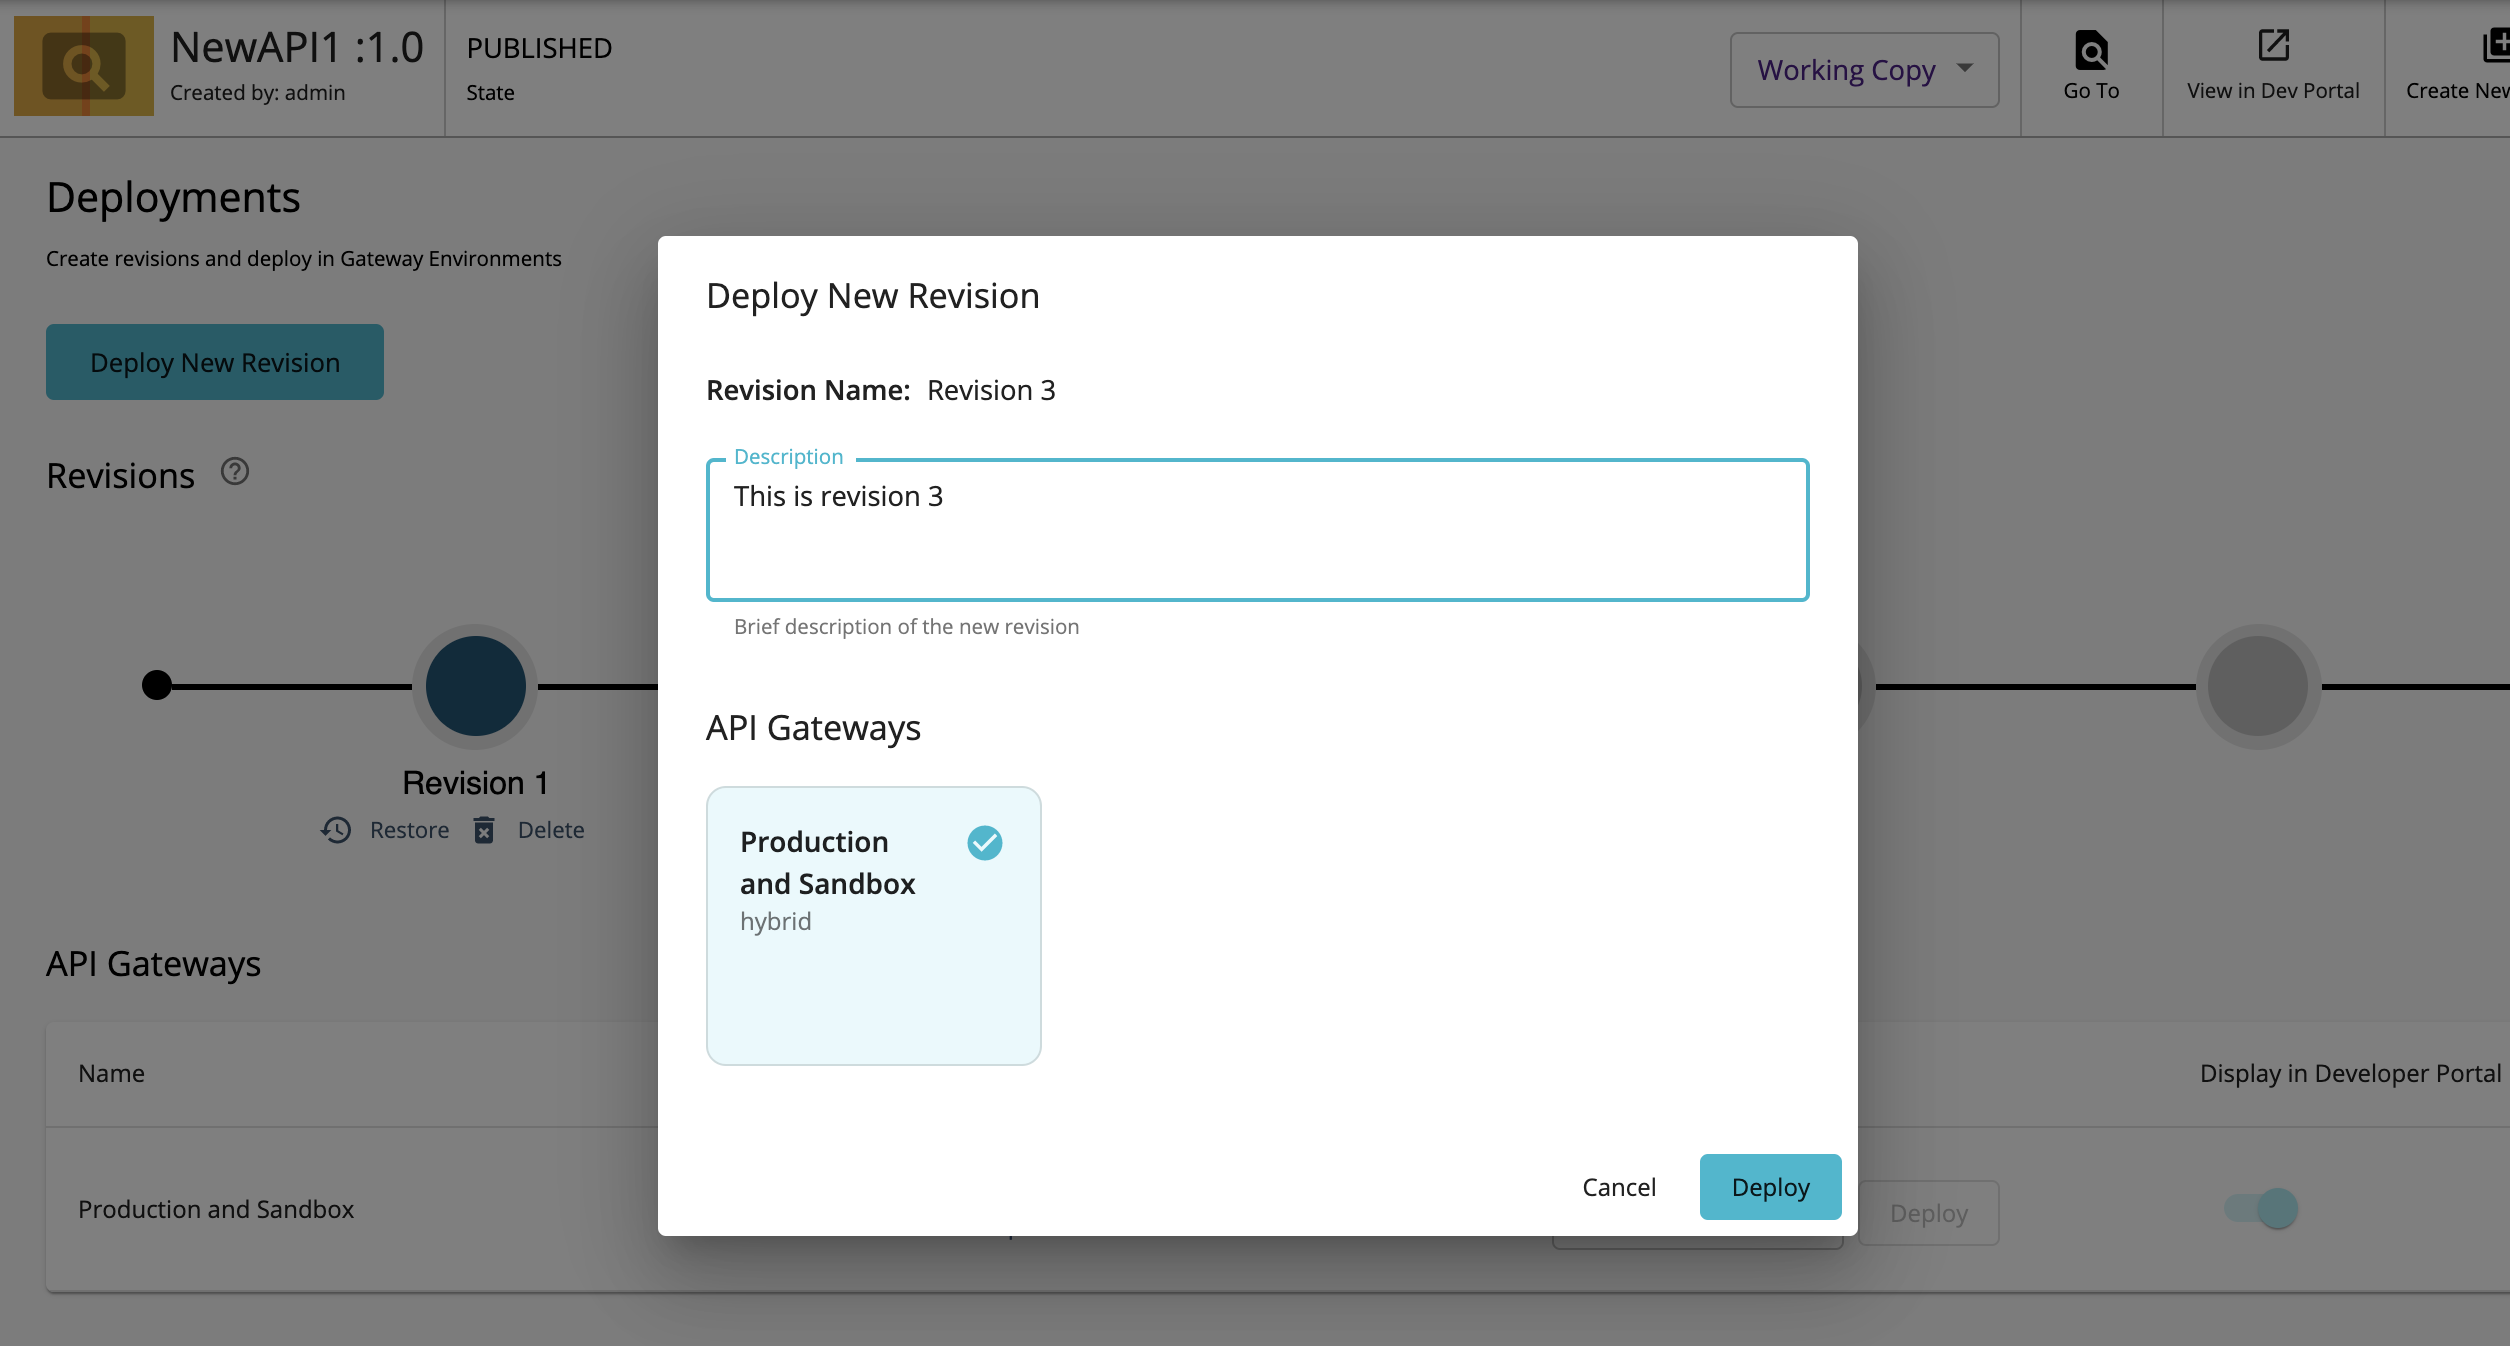 NewAPI1 :1.0
Created by: admin
PUBLISHED
State
Working Copy
Go To
View in Dev Portal
Create New
Deployments
Create revisions and deploy in Gateway Environments
Deploy New Revision
Revisions
Revision 1
Restore
Delete
API Gateways
Name
Display in Developer Portal
Production and Sandbox
Deploy
Deploy New Revision
Revision Name: Revision 3
Description
This is revision 3
Brief description of the new revision
API Gateways
Production
and Sandbox
hybrid
Cancel
Deploy